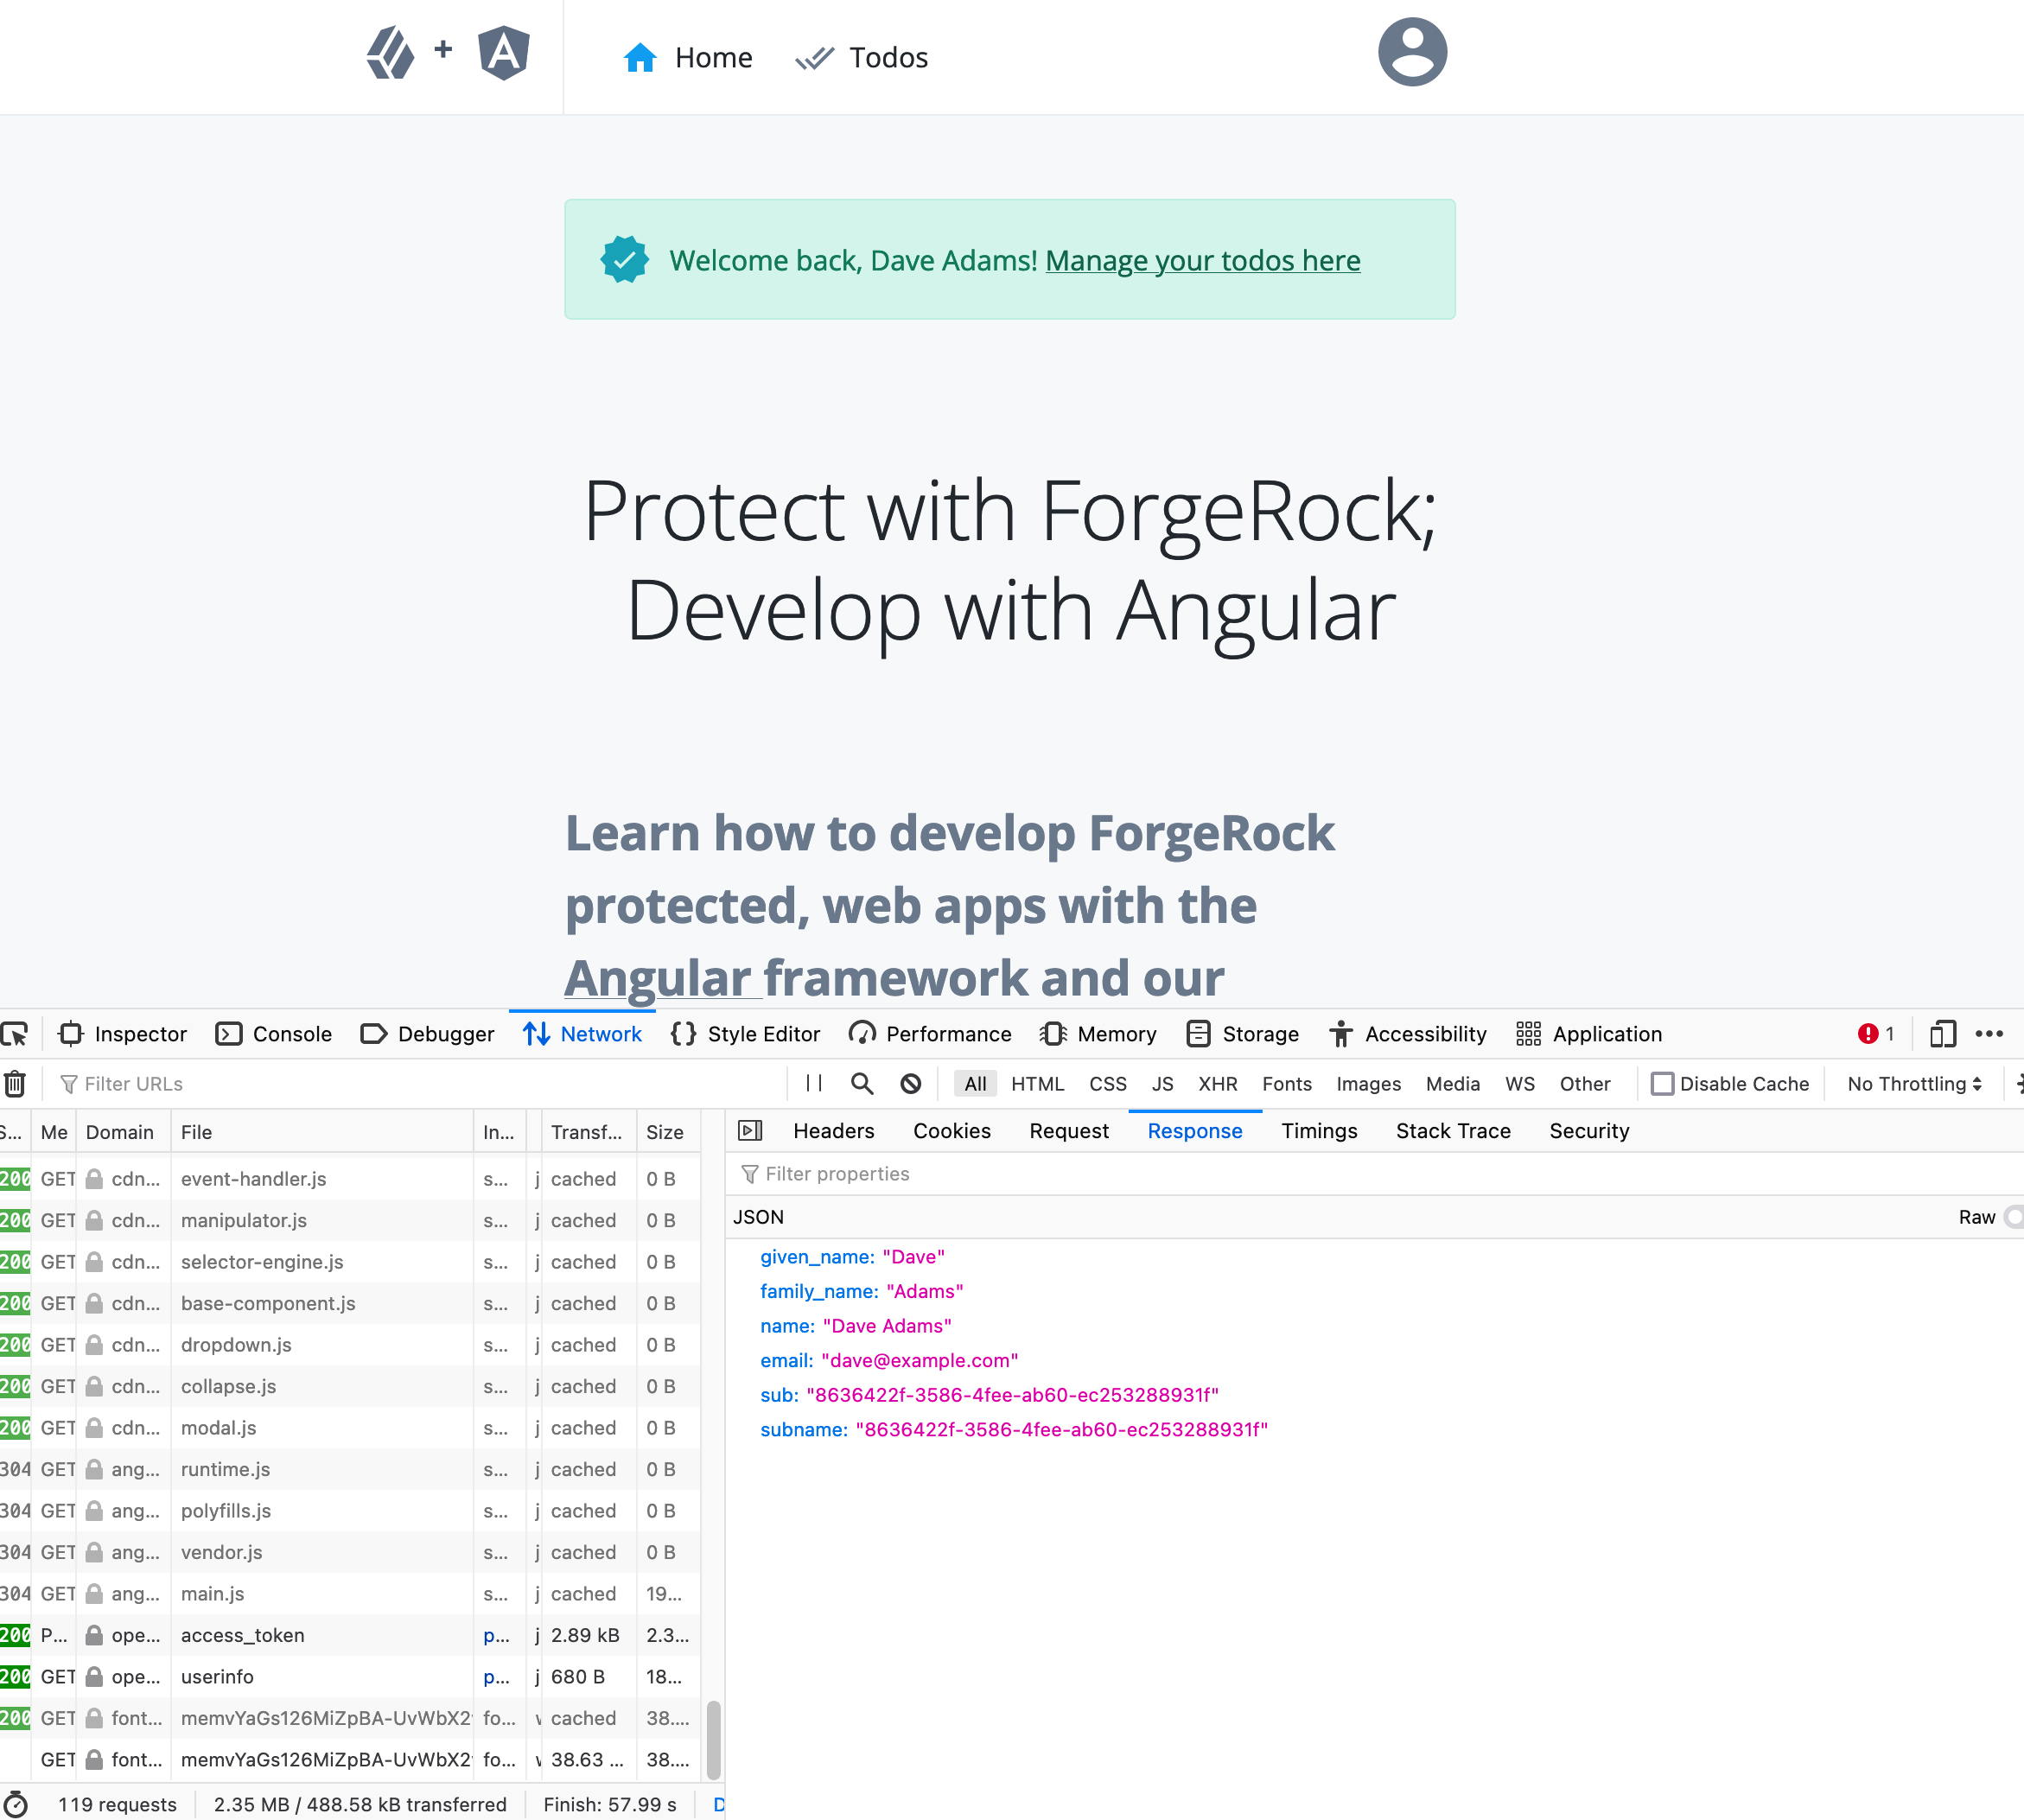 + A Home Todos
Welcome back, Dave Adams! Manage your todos here
Protect with ForgeRock;
Develop with Angular
Learn how to develop ForgeRock
protected, web apps with the
Angular framework and our
Inspector Console Debugger Network Style Editor Performance Memory Storage Accessibility Application 1
Filter URLs All HTML CSS JS XHR Fonts Images Media WS Other Disable Cache No Throttling
S... Me Domain File In... Transf... Size
200 GET cdn... event-handler.js s... j cached 0 B
200 GET cdn... manipulator.js s... j cached 0 B
200 GET cdn... selector-engine.js s... j cached 0 B
200 GET cdn... base-component.js s... j cached 0 B
200 GET cdn... dropdown.js s... j cached 0 B
200 GET cdn... collapse.js s... j cached 0 B
200 GET cdn... modal.js s... j cached 0 B
304 GET ang... runtime.js s... j cached 0 B
304 GET ang... polyfills.js s... j cached 0 B
304 GET ang... vendor.js s... j cached 0 B
304 GET ang... main.js s... j cached 19...
200 P... ope... access_token p... j 2.89 kB 2.3...
200 GET ope... userinfo p... j 680 B 18...
200 GET font... memvYaGs126MiZpBA-UvWbX2 fo... cached 38....
GET font... memvYaGs126MiZpBA-UvWbX2 fo... 38.63 ... 38....
119 requests 2.35 MB / 488.58 kB transferred Finish: 57.99 s D
Headers Cookies Request Response Timings Stack Trace Security
Filter properties
JSON Raw
given_name: "Dave"
family_name: "Adams"
name: "Dave Adams"
email: "dave@example.com"
sub: "8636422f-3586-4fee-ab60-ec253288931f"
subname: "8636422f-3586-4fee-ab60-ec253288931f"